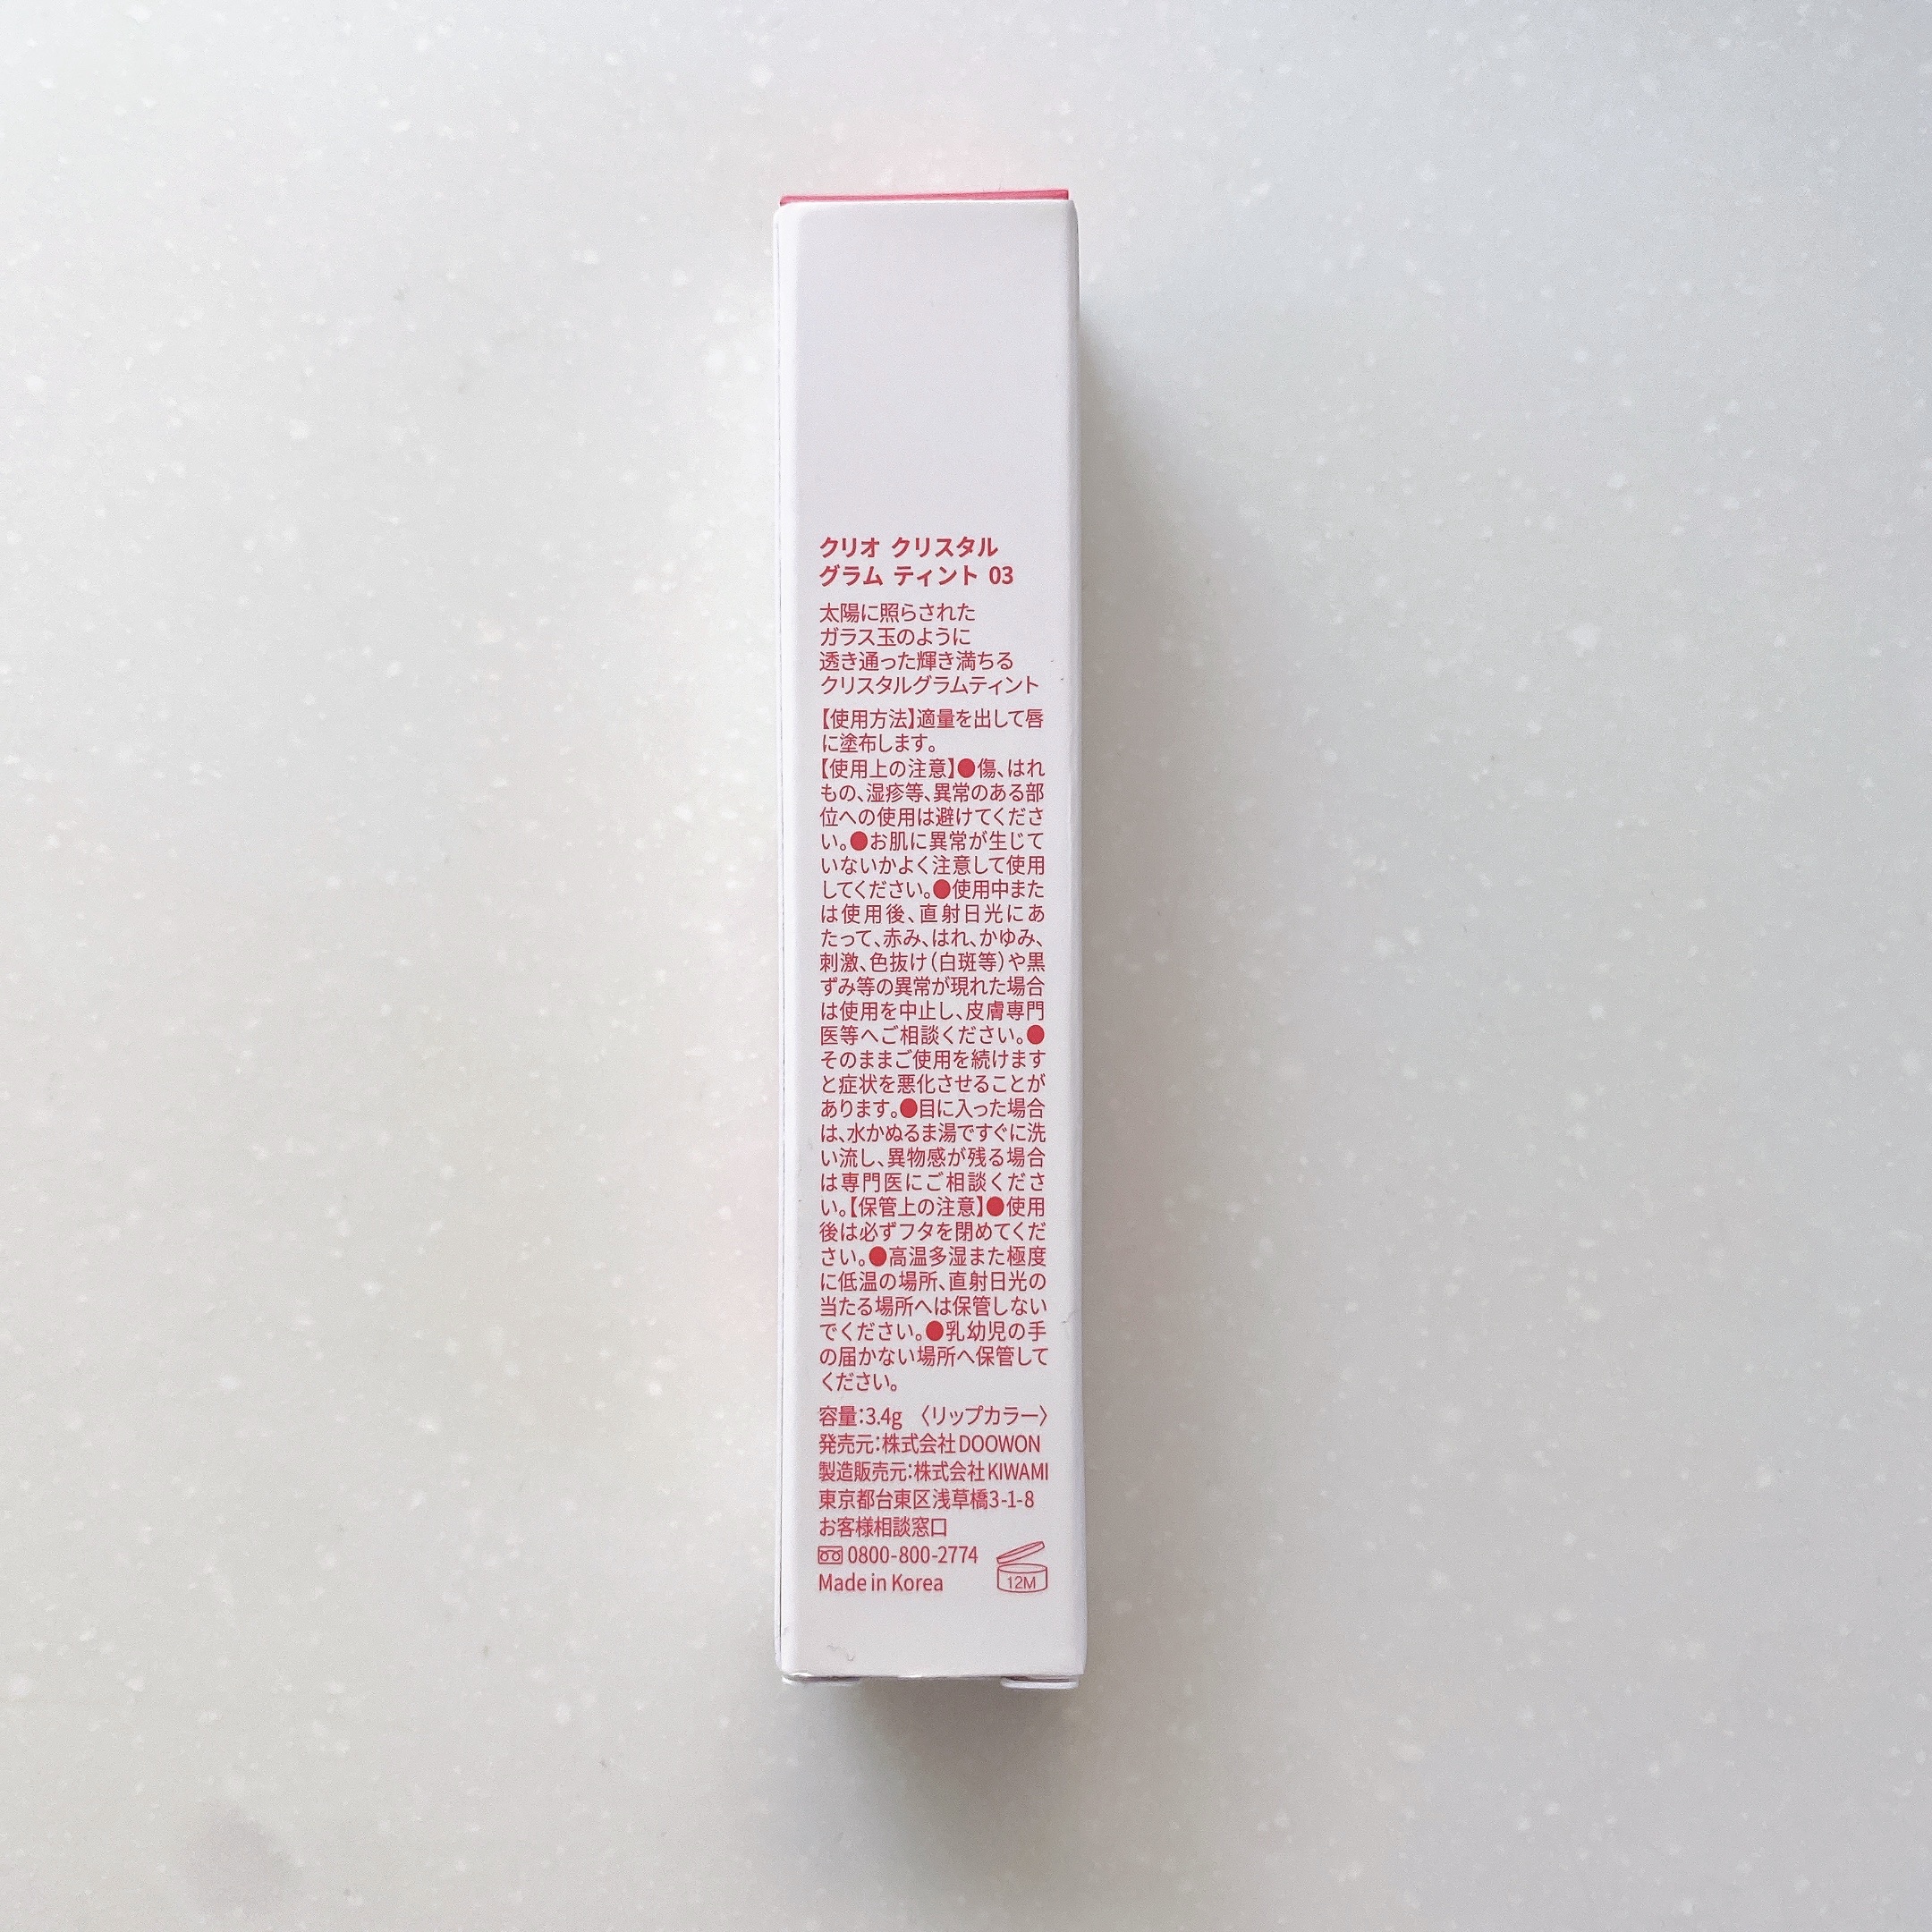 クリオ クリスタル
グラム ティント 03
太陽に照らされた
ガラス玉のように
透き通った輝き満ちる
クリスタルグラムティント
【使用方法】適量を出して唇
に塗布します。
【使用上の注意】●傷、はれ
もの、湿疹等、異常のある部
位への使用は避けてくださ
い。●お肌に異常が生じて
いないかよく注意して使用
してください。●使用中また
は使用後、直射日光にあ
たって、赤み、はれ、かゆみ、
刺激、色抜け(白斑等)や黒
ずみ等の異常が現れた場合
は使用を中止し、皮膚専門
医等へご相談ください。●
そのままご使用を続けます
と症状を悪化させることが
あります。●目に入った場合
は、水かぬるま湯ですぐに洗
い流し、異物感が残る場合
は専門医にご相談くださ
い。【保管上の注意】●使用
後は必ずフタを閉めてくだ
さい。●高温多湿また極度
に低温の場所、直射日光の
当たる場所へは保管しない
でください。●乳幼児の手
の届かない場所へ保管して
ください。
容量:3.4g 〈リップカラー〉
発売元:株式会社DOOWON
製造販売元:株式会社KIWAMI
東京都台東区浅草橋3-1-8
お客様相談窓口
0800-800-2774
Made in Korea
12M